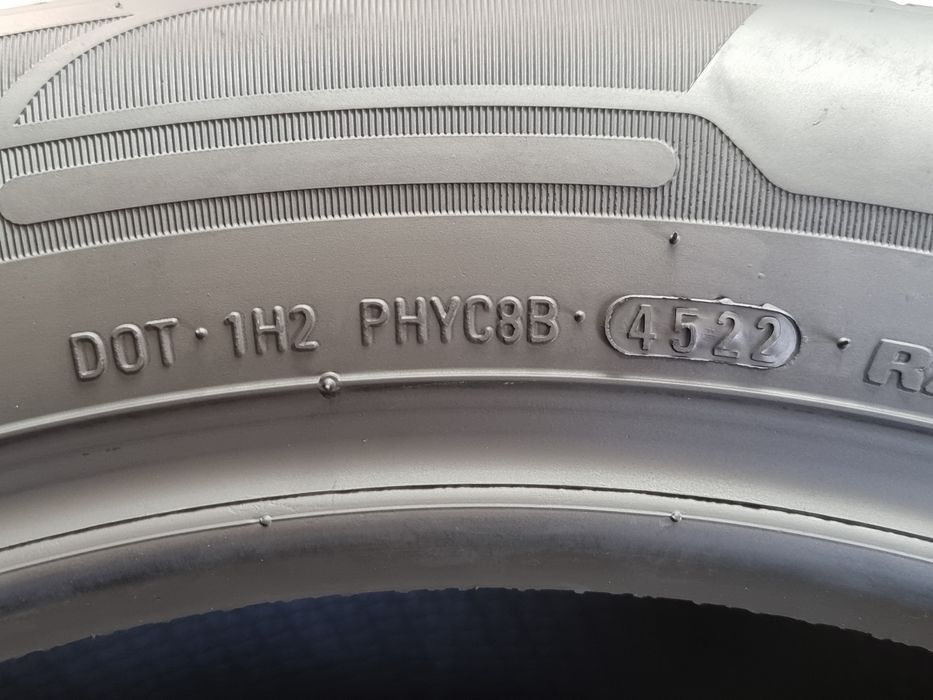 DOT · 1H2 PHYC8B · 4522 ·